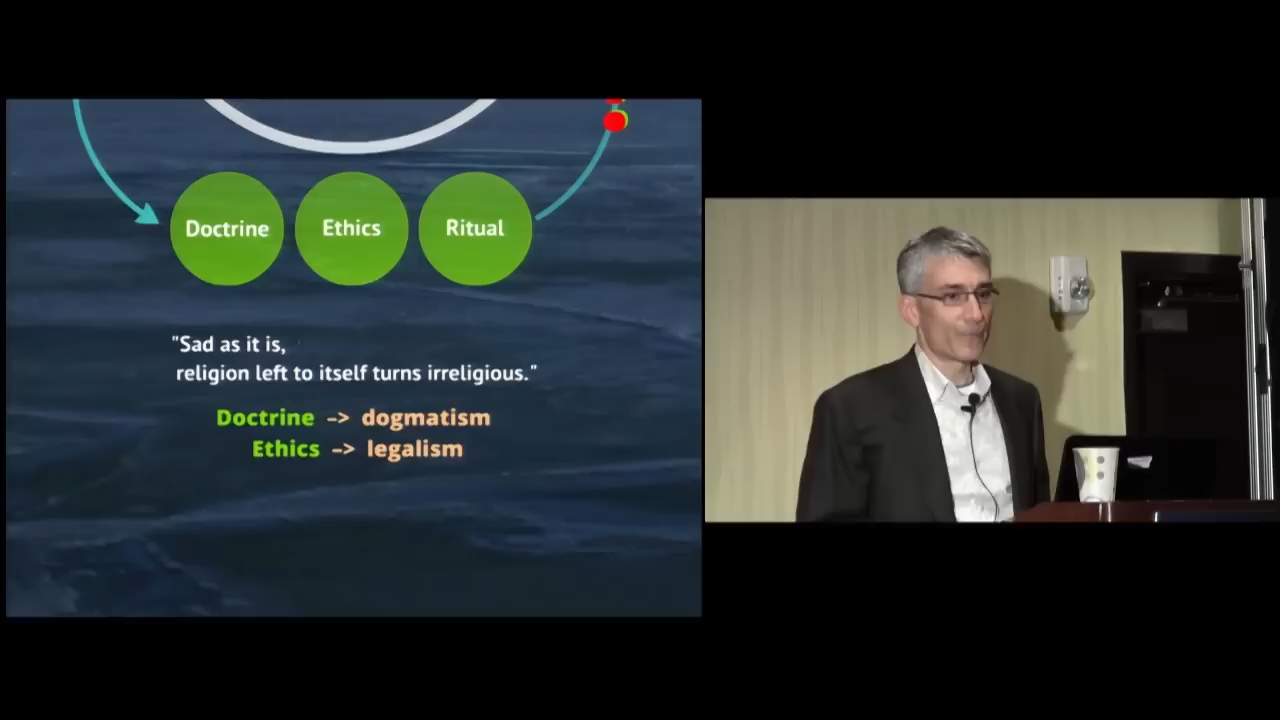 Doctrine
Ethics
Ritual
"Sad as it is,
religion left to itself turns irreligious."
Doctrine -> dogmatism
Ethics -> legalism